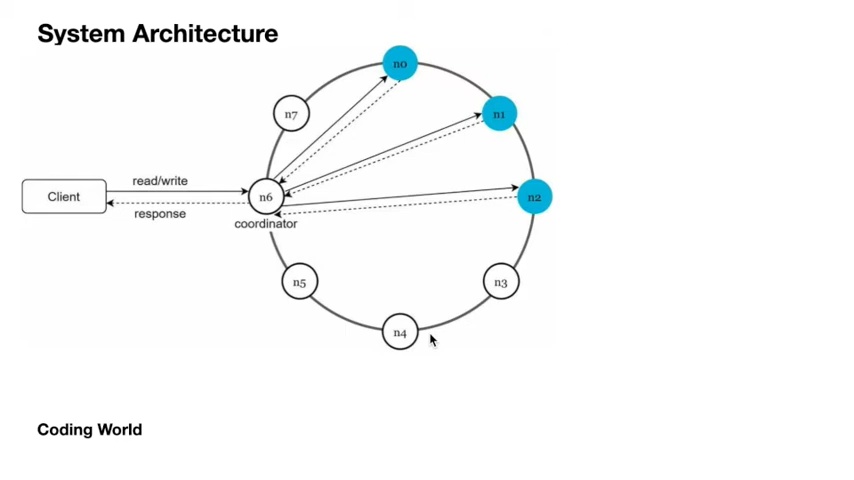 System Architecture
n0
n7
n1
read/write
Client
n6
n2
response
coordinator
n5
n3
n4
Coding World